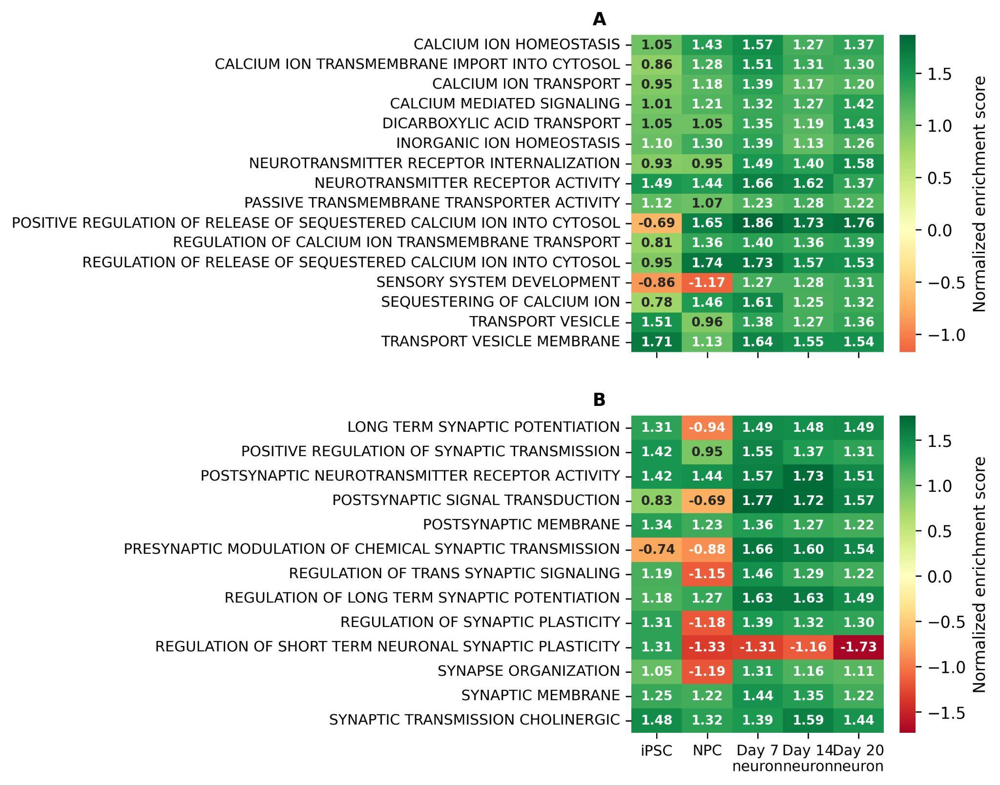 A
CALCIUM ION HOMEOSTASIS 1.05 1.43 1.57 1.27 1.37
CALCIUM ION TRANSMEMBRANE IMPORT INTO CYTOSOL 0.86 1.28 1.51 1.31 1.30
CALCIUM ION TRANSPORT 0.95 1.18 1.39 1.17 1.20
CALCIUM MEDIATED SIGNALING 1.01 1.21 1.32 1.27 1.42
DICARBOXYLIC ACID TRANSPORT 1.05 1.05 1.35 1.19 1.43
INORGANIC ION HOMEOSTASIS 1.10 1.30 1.39 1.13 1.26
NEUROTRANSMITTER RECEPTOR INTERNALIZATION 0.93 0.95 1.49 1.40 1.58
NEUROTRANSMITTER RECEPTOR ACTIVITY 1.49 1.44 1.66 1.62 1.37
PASSIVE TRANSMEMBRANE TRANSPORTER ACTIVITY 1.12 1.07 1.23 1.28 1.22
POSITIVE REGULATION OF RELEASE OF SEQUESTERED CALCIUM ION INTO CYTOSOL -0.69 1.65 1.86 1.73 1.76
REGULATION OF CALCIUM ION TRANSMEMBRANE TRANSPORT 0.81 1.36 1.40 1.36 1.39
REGULATION OF RELEASE OF SEQUESTERED CALCIUM ION INTO CYTOSOL 0.95 1.74 1.73 1.57 1.53
SENSORY SYSTEM DEVELOPMENT -0.86 -1.17 1.27 1.28 1.31
SEQUESTERING OF CALCIUM ION 0.78 1.46 1.61 1.25 1.32
TRANSPORT VESICLE 1.51 0.96 1.38 1.27 1.36
TRANSPORT VESICLE MEMBRANE 1.71 1.13 1.64 1.55 1.54
1.5
1.0
0.5
0.0
−0.5
−1.0
Normalized enrichment score
B
LONG TERM SYNAPTIC POTENTIATION 1.31 -0.94 1.49 1.48 1.49
POSITIVE REGULATION OF SYNAPTIC TRANSMISSION 1.42 0.95 1.55 1.37 1.31
POSTSYNAPTIC NEUROTRANSMITTER RECEPTOR ACTIVITY 1.42 1.44 1.57 1.73 1.51
POSTSYNAPTIC SIGNAL TRANSDUCTION 0.83 -0.69 1.77 1.72 1.57
POSTSYNAPTIC MEMBRANE 1.34 1.23 1.36 1.27 1.22
PRESYNAPTIC MODULATION OF CHEMICAL SYNAPTIC TRANSMISSION -0.74 -0.88 1.66 1.60 1.54
REGULATION OF TRANS SYNAPTIC SIGNALING 1.19 -1.15 1.46 1.29 1.22
REGULATION OF LONG TERM SYNAPTIC POTENTIATION 1.18 1.27 1.63 1.63 1.49
REGULATION OF SYNAPTIC PLASTICITY 1.31 -1.18 1.39 1.32 1.30
REGULATION OF SHORT TERM NEURONAL SYNAPTIC PLASTICITY 1.31 -1.33 -1.31 -1.16 -1.73
SYNAPSE ORGANIZATION 1.05 -1.19 1.31 1.16 1.11
SYNAPTIC MEMBRANE 1.25 1.22 1.44 1.35 1.22
SYNAPTIC TRANSMISSION CHOLINERGIC 1.48 1.32 1.39 1.59 1.44
1.5
1.0
0.5
0.0
−0.5
−1.0
−1.5
Normalized enrichment score
iPSC NPC Day 7 Day 14 Day 20
neuron neuron neuron